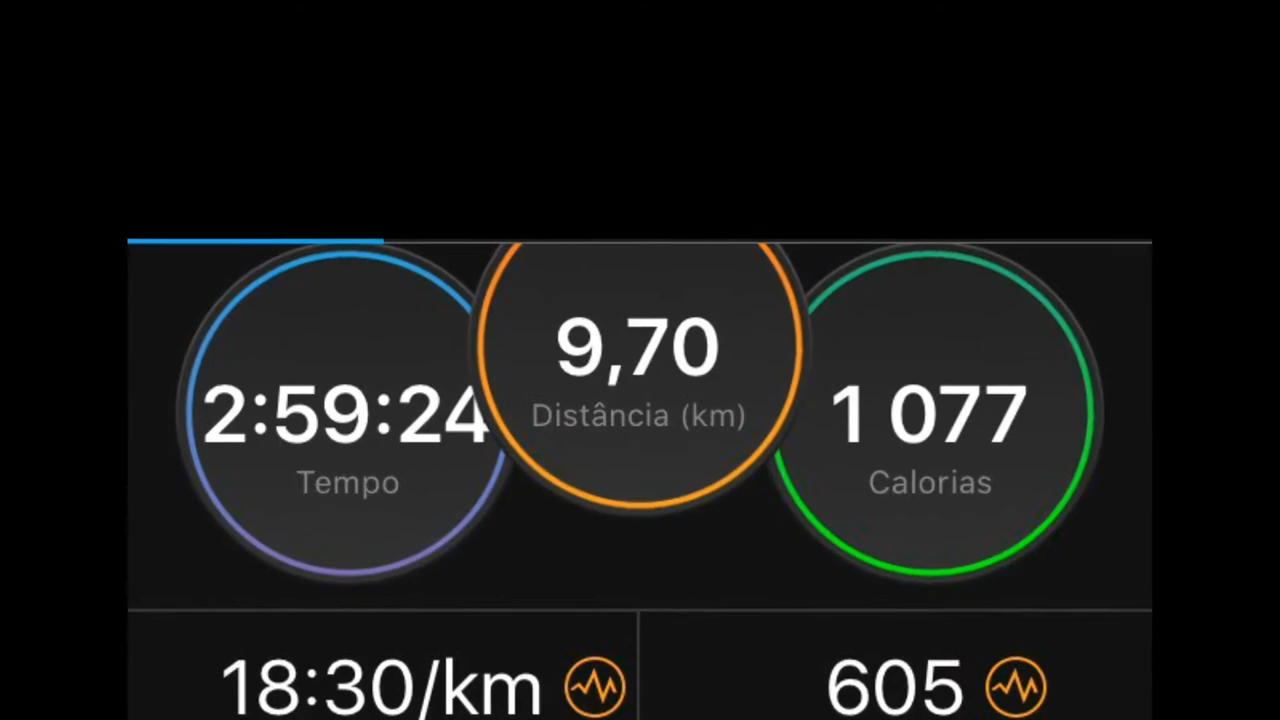 9,70
Distância (km)
2:59:24
Tempo
1 077
Calorias
18:30/km
605